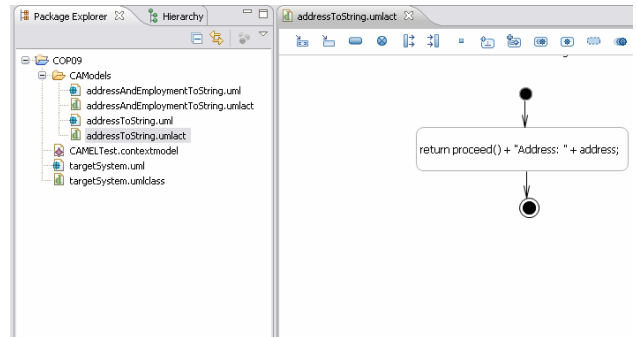 Package Explorer
Hierarchy
addressToString.umlact
COP09
CAModels
addressAndEmploymentToString.uml
addressAndEmploymentToString.umlact
addressToString.uml
addressToString.umlact
CAMELTest.contextmodel
targetSystem.uml
targetSystem.umlclass
return proceed() + "Address: " + address;